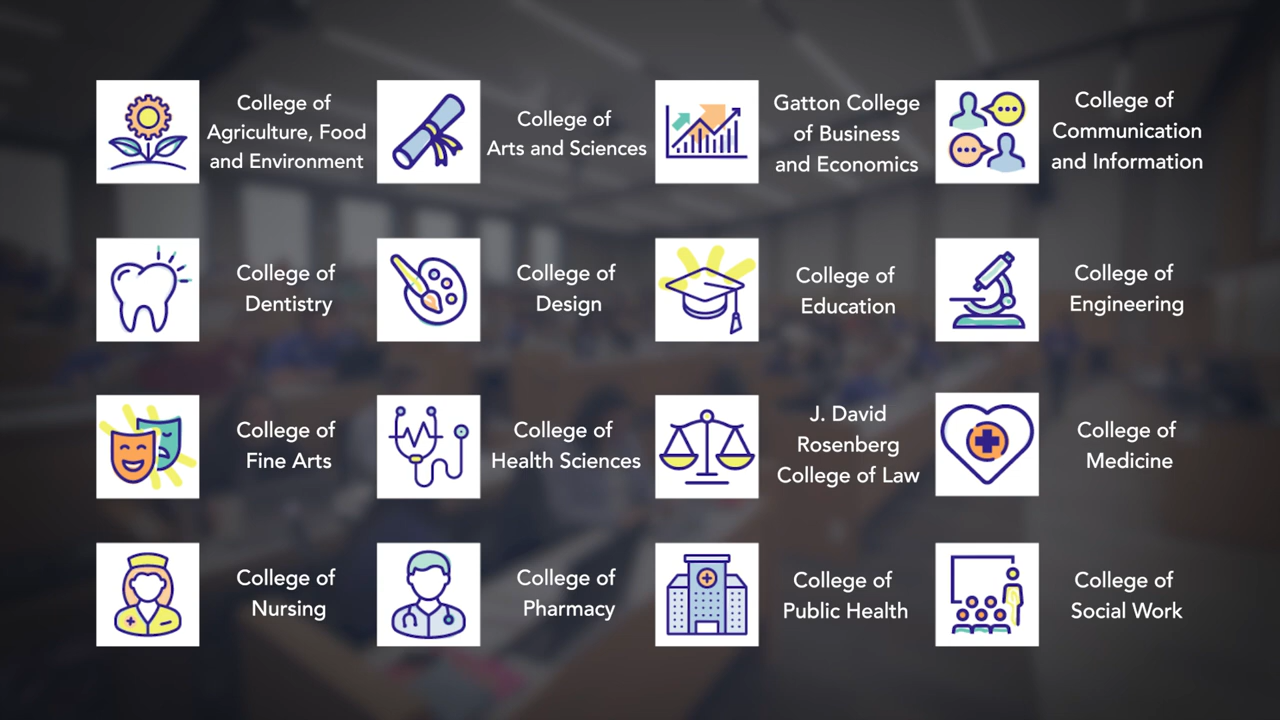 College of
Agriculture, Food
and Environment
College of
Arts and Sciences
Gatton College
of Business
and Economics
College of
Communication
and Information
College of
Dentistry
College of
Design
College of
Education
College of
Engineering
College of
Fine Arts
College of
Health Sciences
J. David
Rosenberg
College of Law
College of
Medicine
College of
Nursing
College of
Pharmacy
College of
Public Health
College of
Social Work